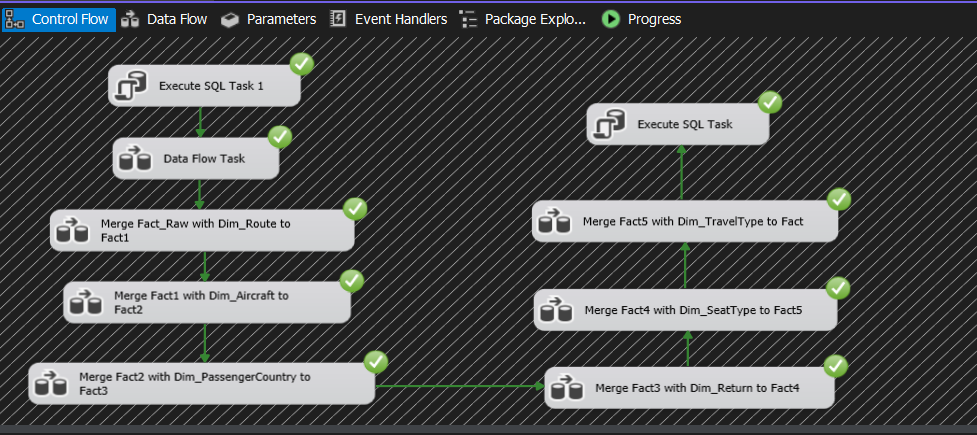 Control Flow
Data Flow
Parameters
Event Handlers
Package Explo...
Progress
Execute SQL Task 1
Data Flow Task
Merge Fact_Raw with Dim_Route to
Fact1
Merge Fact1 with Dim_Aircraft to
Fact2
Merge Fact2 with Dim_PassengerCountry to
Fact3
Merge Fact3 with Dim_Return to Fact4
Merge Fact4 with Dim_SeatType to Fact5
Merge Fact5 with Dim_TravelType to Fact
Execute SQL Task